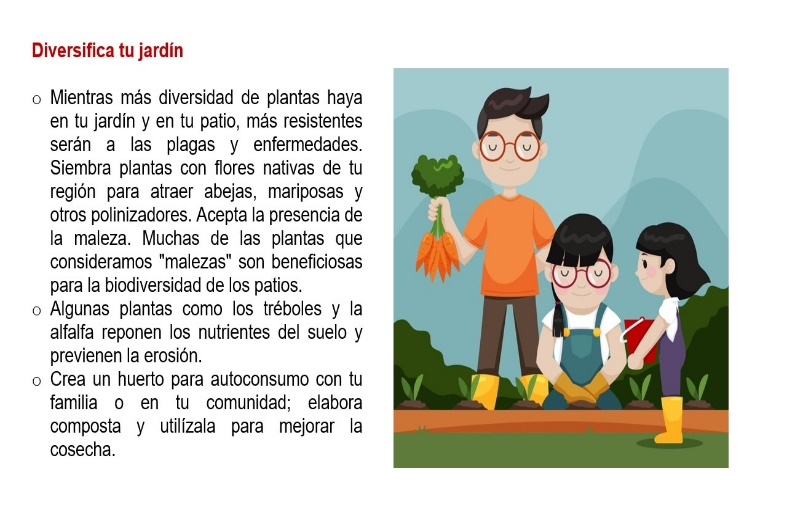 Diversifica tu jardín
o Mientras más diversidad de plantas haya
en tu jardín y en tu patio, más resistentes
serán a las plagas y enfermedades.
Siembra plantas con flores nativas de tu
región para atraer abejas, mariposas y
otros polinizadores. Acepta la presencia de
la maleza. Muchas de las plantas que
consideramos "malezas" son beneficiosas
para la biodiversidad de los patios.
o Algunas plantas como los tréboles y la
alfalfa reponen los nutrientes del suelo y
previenen la erosión.
o Crea un huerto para autoconsumo con tu
familia o en tu comunidad; elabora
composta y utilízala para mejorar la
cosecha.